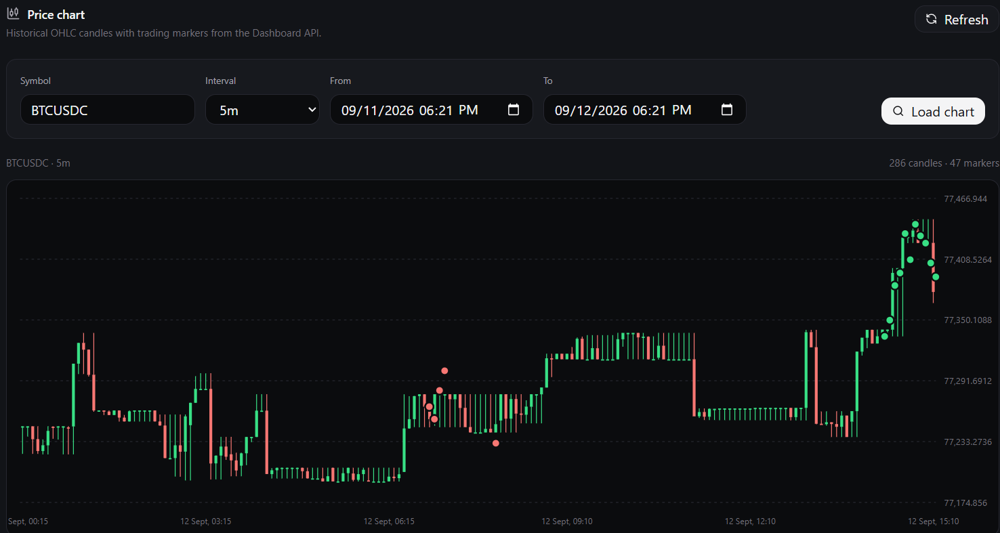 Price chart
Refresh
Historical OHLC candles with trading markers from the Dashboard API.
Symbol
Interval
From
To
BTCUSDC
5m
09/11/2026 06:21 PM
09/12/2026 06:21 PM
Load chart
BTCUSDC · 5m
286 candles · 47 markers
77,466.944
77,408.5264
77,350.1088
77,291.6912
77,233.2736
77,174.856
Sept, 00:15
12 Sept, 03:15
12 Sept, 06:15
12 Sept, 09:10
12 Sept, 12:10
12 Sept, 15:10